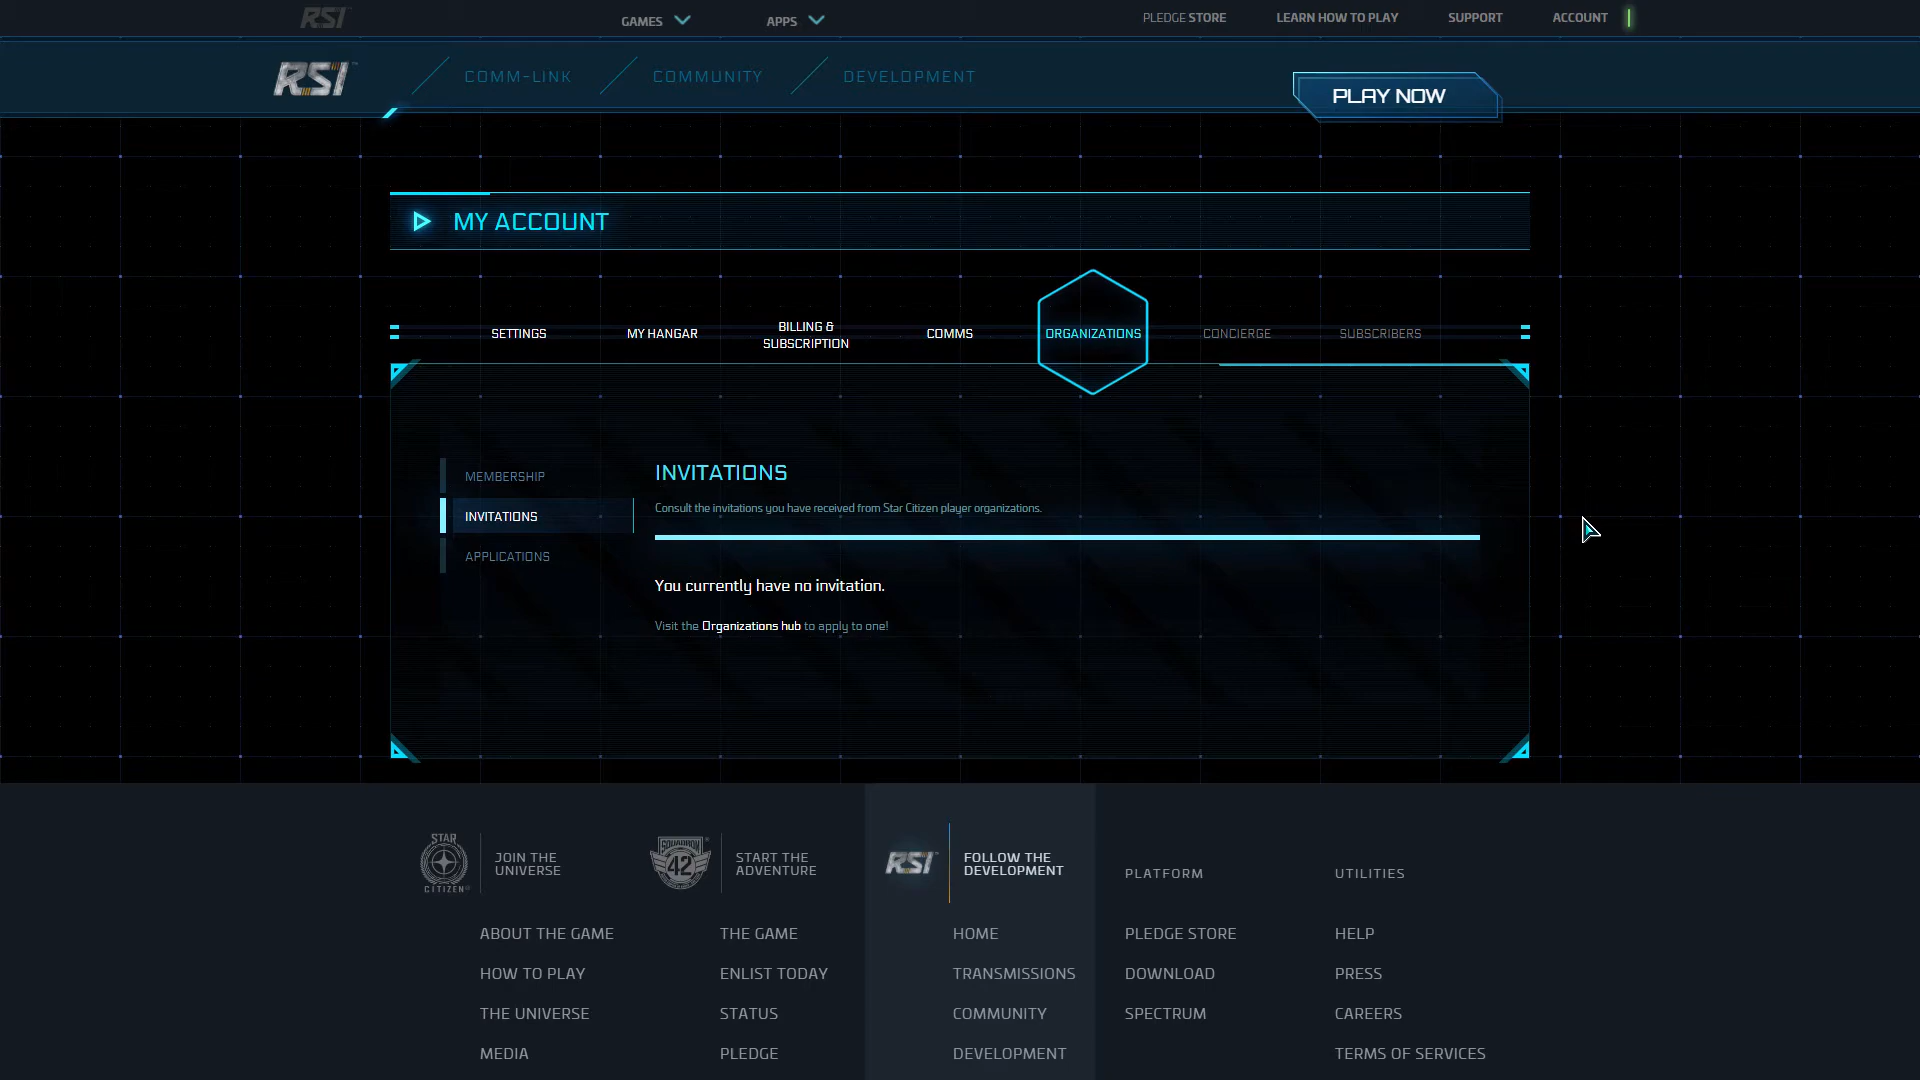 RSI
GAMES
APPS
PLEDGE STORE
LEARN HOW TO PLAY
SUPPORT
ACCOUNT
RSI
COMM-LINK
COMMUNITY
DEVELOPMENT
PLAY NOW
MY ACCOUNT
SETTINGS
MY HANGAR
BILLING &
SUBSCRIPTION
COMMS
ORGANIZATIONS
CONCIERGE
SUBSCRIBERS
MEMBERSHIP
INVITATIONS
APPLICATIONS
INVITATIONS
Consult the invitations you have received from Star Citizen player organizations.
You currently have no invitation.
Visit the Organizations hub to apply to one!
STAR
CITIZEN
JOIN THE
UNIVERSE
ABOUT THE GAME
HOW TO PLAY
THE UNIVERSE
MEDIA
SQUADRON
42
START THE
ADVENTURE
THE GAME
ENLIST TODAY
STATUS
PLEDGE
RSI
FOLLOW THE
DEVELOPMENT
HOME
TRANSMISSIONS
COMMUNITY
DEVELOPMENT
PLATFORM
PLEDGE STORE
DOWNLOAD
SPECTRUM
UTILITIES
HELP
PRESS
CAREERS
TERMS OF SERVICES